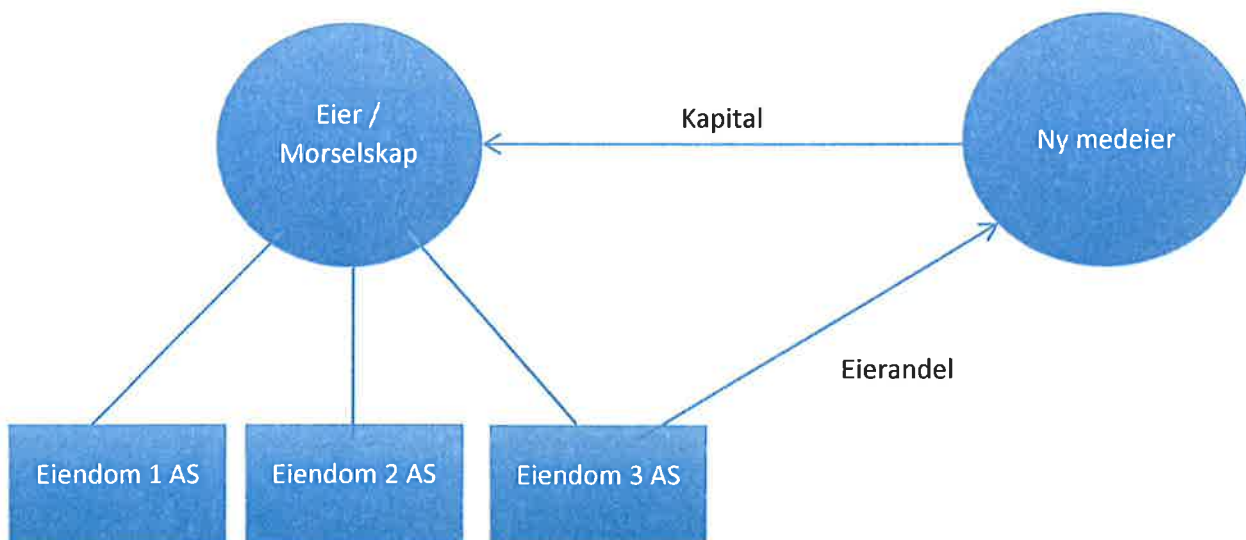 Eier /
Morselskap
Kapital
Ny medeier
Eierandel
Eiendom 1 AS
Eiendom 2 AS
Eiendom 3 AS